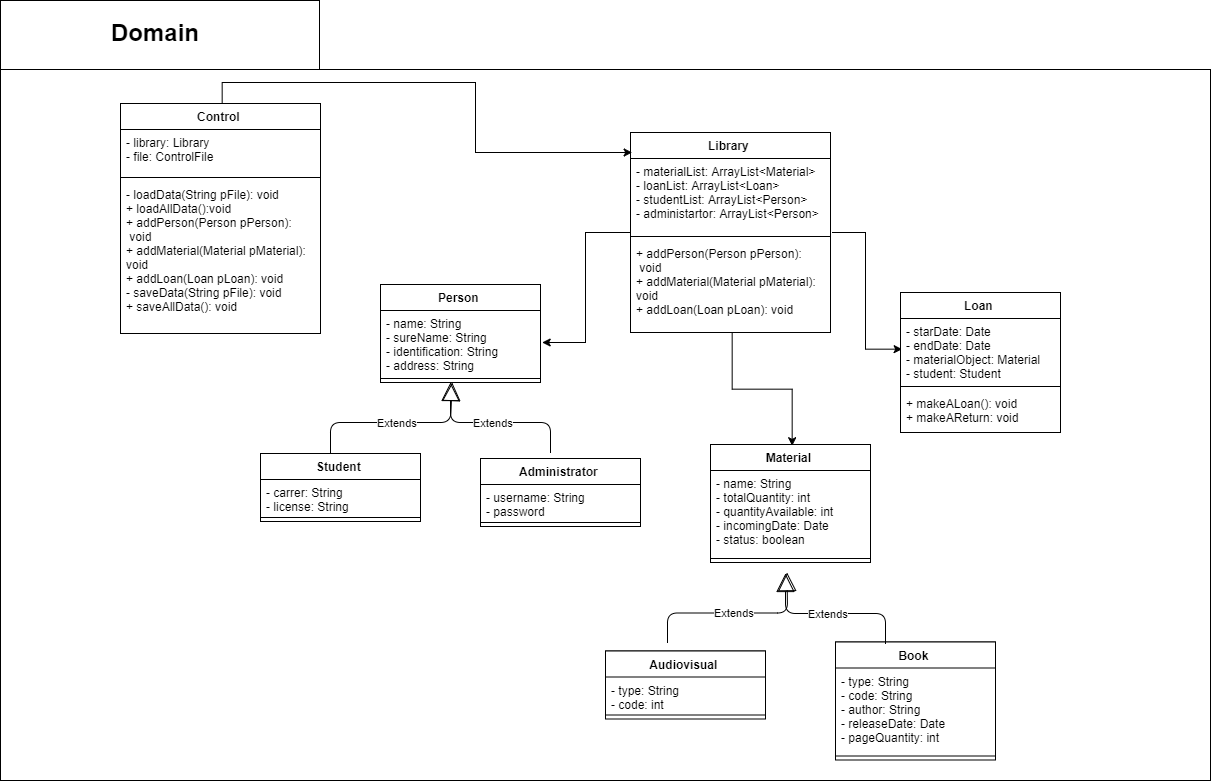 Domain
Control
- library: Library
- file: ControlFile
- loadData(String pFile): void
+ loadAllData():void
+ addPerson(Person pPerson):
void
+ addMaterial(Material pMaterial):
void
+ addLoan(Loan pLoan): void
- saveData(String pFile): void
+ saveAllData(): void
Library
- materialList: ArrayList<Material>
- loanList: ArrayList<Loan>
- studentList: ArrayList<Person>
- administartor: ArrayList<Person>
+ addPerson(Person pPerson):
void
+ addMaterial(Material pMaterial):
void
+ addLoan(Loan pLoan): void
Person
- name: String
- sureName: String
- identification: String
- address: String
Loan
- starDate: Date
- endDate: Date
- materialObject: Material
- student: Student
+ makeALoan(): void
+ makeAReturn: void
Extends
Extends
Student
- carrer: String
- license: String
Administrator
- username: String
- password
Material
- name: String
- totalQuantity: int
- quantityAvailable: int
- incomingDate: Date
- status: boolean
Extends
Extends
Audiovisual
- type: String
- code: int
Book
- type: String
- code: String
- author: String
- releaseDate: Date
- pageQuantity: int